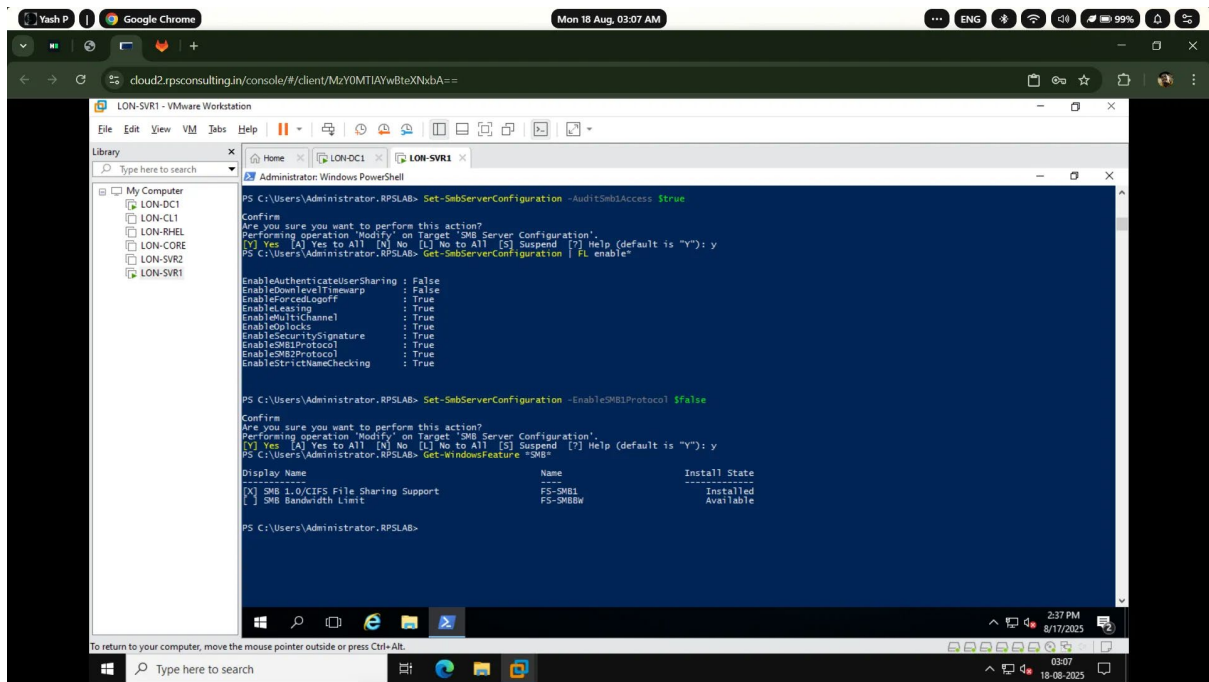 Yash P | Google Chrome Mon 18 Aug, 03:07 AM ENG 99%
cloud2.rpsconsulting.in/console/#/client/MzY0MTIAYwBteXNxbA==
LON-SVR1 - VMware Workstation
File Edit View VM Tabs Help
Library
Home LON-DC1 LON-SVR1
Type here to search
Administrator: Windows PowerShell
My Computer
LON-DC1
LON-CL1
LON-RHEL
LON-CORE
LON-SVR2
LON-SVR1
PS C:\Users\Administrator.RPSLAB> Set-SmbServerConfiguration -AuditSmb1Access $true
Confirm
Are you sure you want to perform this action?
Performing operation 'Modify' on Target 'SMB Server Configuration'.
[Y] Yes [A] Yes to All [N] No [L] No to All [S] Suspend [?] Help (default is "Y"): y
PS C:\Users\Administrator.RPSLAB> Get-SmbServerConfiguration | FL enable*
EnableAuthenticateUserSharing : False
EnableDownlevelTimewarp : False
EnableForcedLogoff : True
EnableLeasing : True
EnableMultiChannel : True
EnableOplocks : True
EnableSecuritySignature : True
EnableSMB1Protocol : True
EnableSMB2Protocol : True
EnableStrictNameChecking : True
PS C:\Users\Administrator.RPSLAB> Set-SmbServerConfiguration -EnableSMB1Protocol $false
Confirm
Are you sure you want to perform this action?
Performing operation 'Modify' on Target 'SMB Server Configuration'.
[Y] Yes [A] Yes to All [N] No [L] No to All [S] Suspend [?] Help (default is "Y"): y
PS C:\Users\Administrator.RPSLAB> Get-WindowsFeature *SMB*
Display Name Name Install State
------------ ---- -------------
[X] SMB 1.0/CIFS File Sharing Support FS-SMB1 Installed
[ ] SMB Bandwidth Limit FS-SMBBW Available
PS C:\Users\Administrator.RPSLAB>
2:37 PM
8/17/2025
2
To return to your computer, move the mouse pointer outside or press Ctrl+Alt.
Type here to search
03:07
18-08-2025